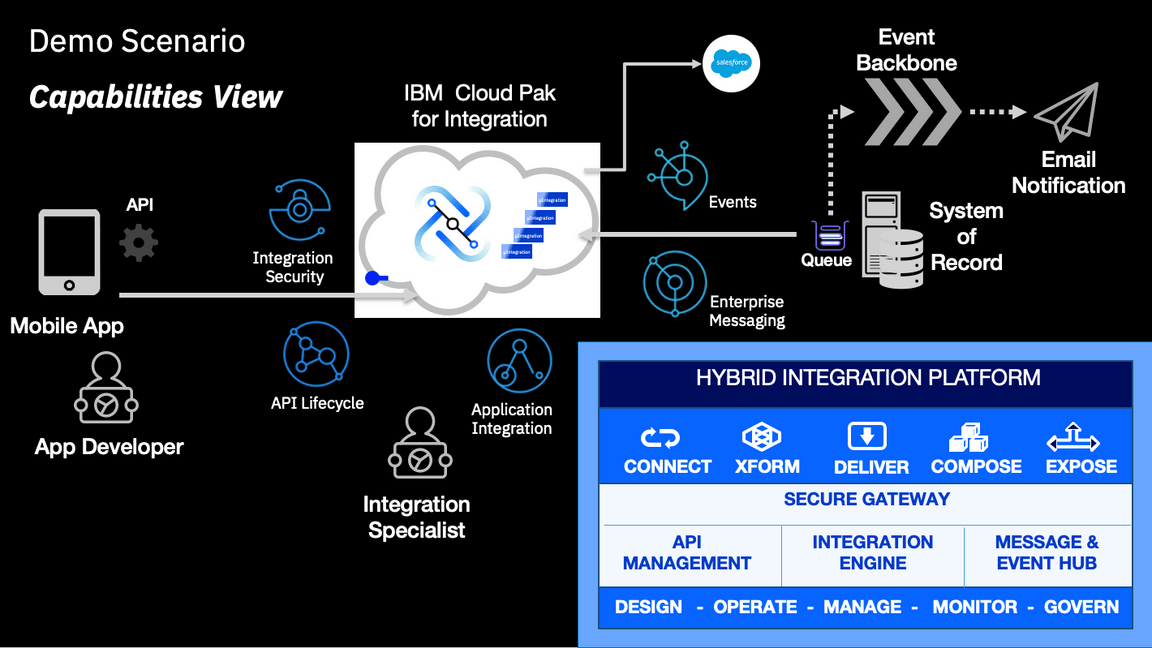 Demo Scenario
Capabilities View
IBM Cloud Pak
for Integration
salesforce
Event
Backbone
Email
Notification
API
Integration
Security
Events
Queue
System
of
Record
Enterprise
Messaging
Mobile App
App Developer
API Lifecycle
Application
Integration
Integration
Specialist
HYBRID INTEGRATION PLATFORM
CONNECT XFORM DELIVER COMPOSE EXPOSE
SECURE GATEWAY
API
MANAGEMENT
INTEGRATION
ENGINE
MESSAGE &
EVENT HUB
DESIGN - OPERATE - MANAGE - MONITOR - GOVERN